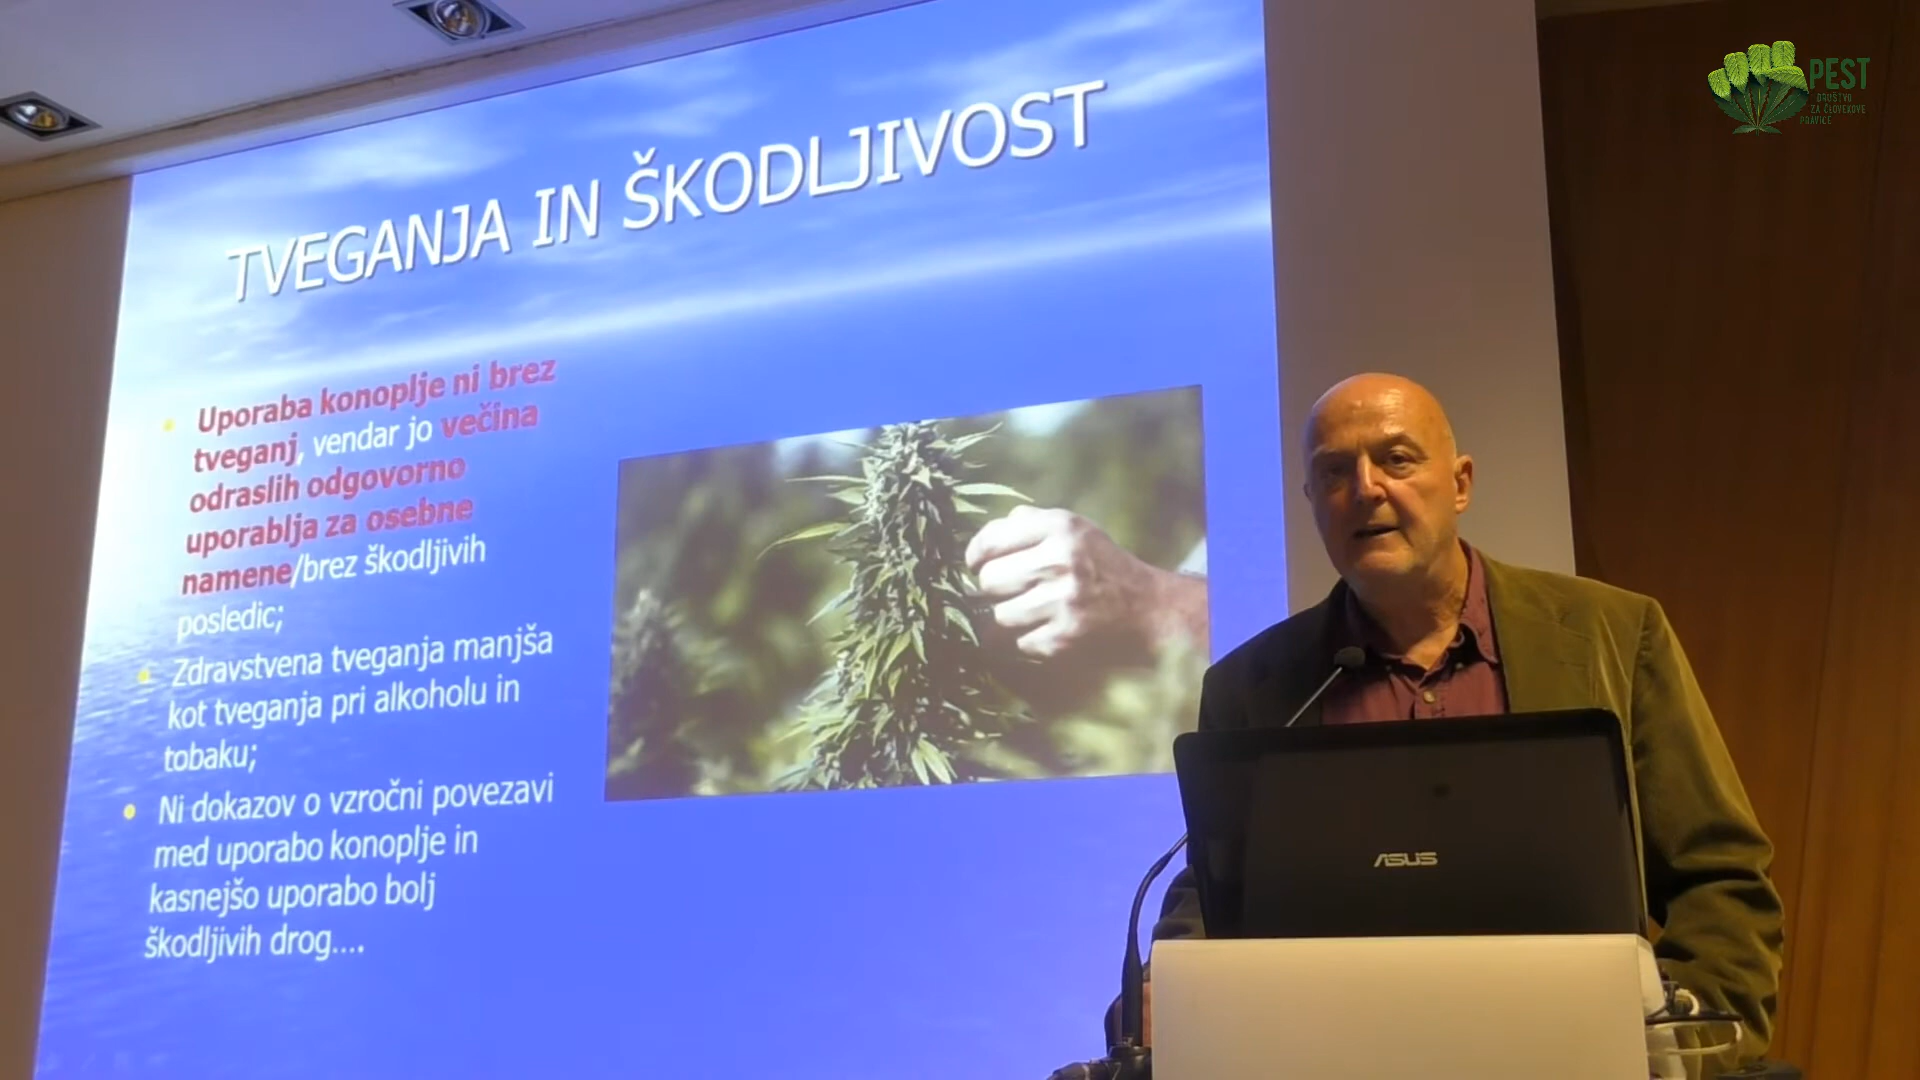 TVEGANJA IN ŠKODLJIVOST
Uporaba konoplje ni brez
tveganj, vendar jo večina
odraslih odgovorno
uporablja za osebne
namene/brez škodljivih
posledic;
Zdravstvena tveganja manjša
kot tveganja pri alkoholu in
tobaku;
Ni dokazov o vzročni povezavi
med uporabo konoplje in
kasnejšo uporabo bolj
škodljivih drog....
PEST
DRUŠTVO
ZA ČLOVEKOVE
PRAVICE
ASUS